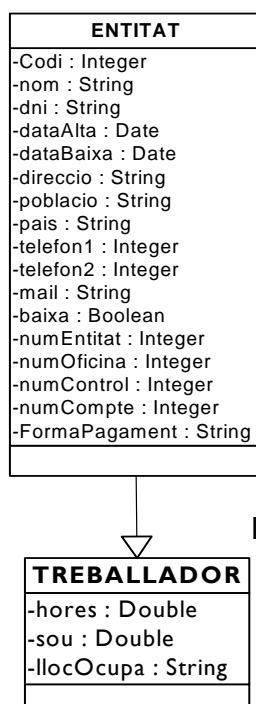 ENTITAT
-Codi : Integer
-nom : String
-dni : String
-dataAlta : Date
-dataBaixa : Date
-direccio : String
-poblacio : String
-pais : String
-telefon1 : Integer
-telefon2 : Integer
-mail : String
-baixa : Boolean
-numEntitat : Integer
-numOficina : Integer
-numControl : Integer
-numCompte : Integer
-FormaPagament : String
TREBALLADOR
-hores : Double
-sou : Double
-llocOcupa : String